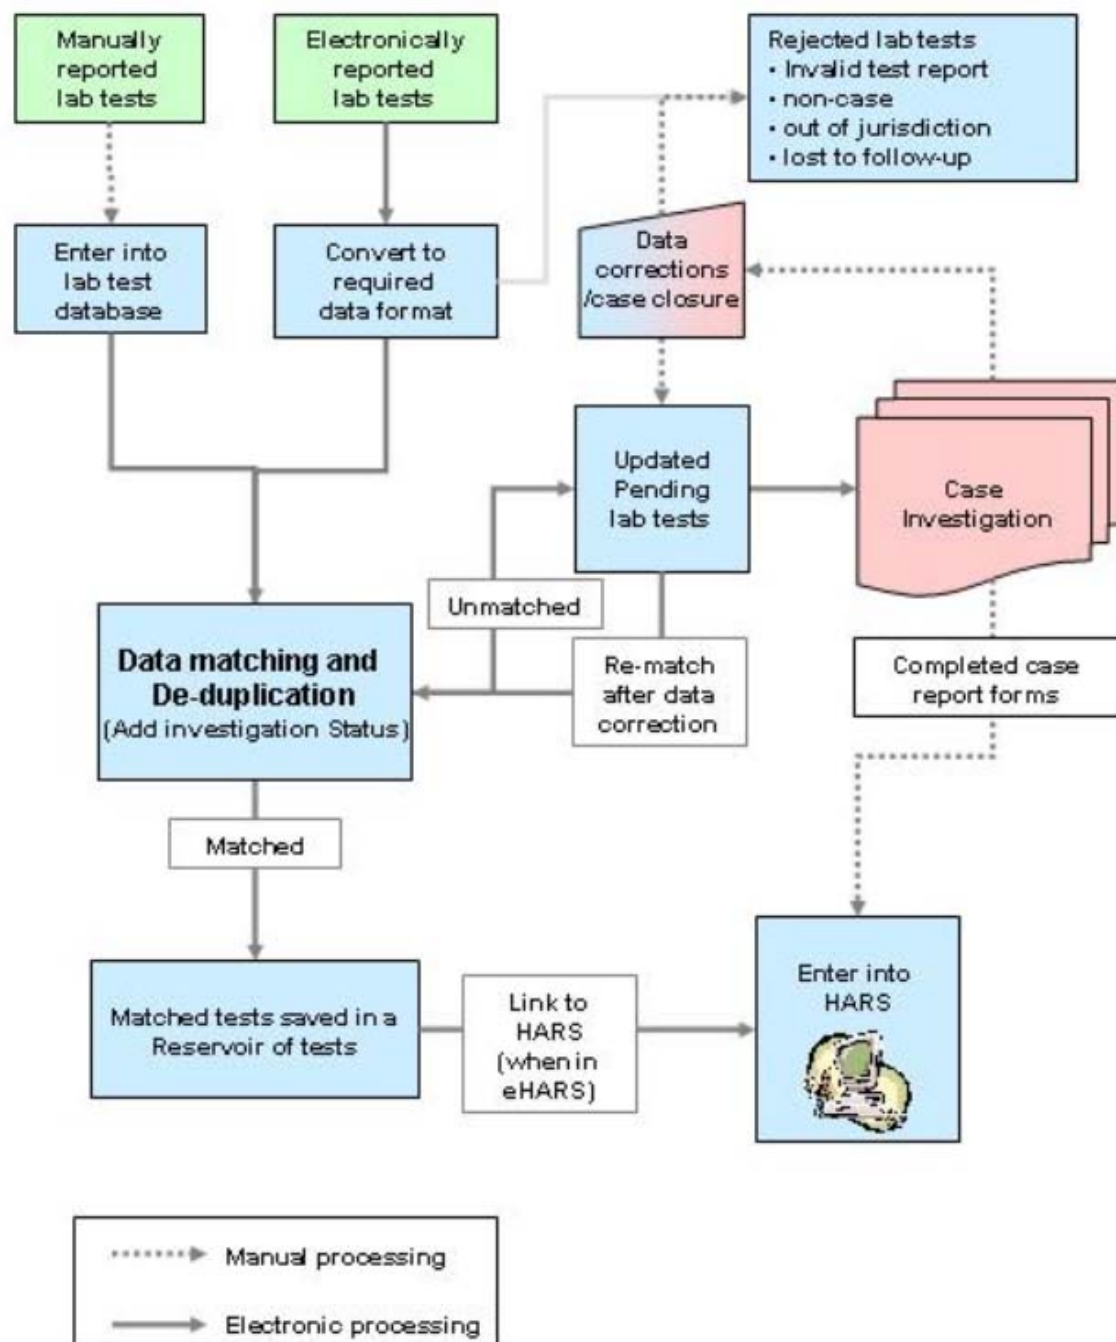 Manually
reported
lab tests
Electronically
reported
lab tests
Rejected lab tests
• Invalid test report
• non-case
• out of jurisdiction
• lost to follow-up
Enter into
lab test
database
Convert to
required
data format
Data
corrections
/case closure
Updated
Pending
lab tests
Case
Investigation
Unmatched
Data matching and
De-duplication
(Add investigation Status)
Re-match
after data
correction
Completed case
report forms
Matched
Matched tests saved in a
Reservoir of tests
Link to
HARS
(when in
eHARS)
Enter into
HARS
Manual processing
Electronic processing